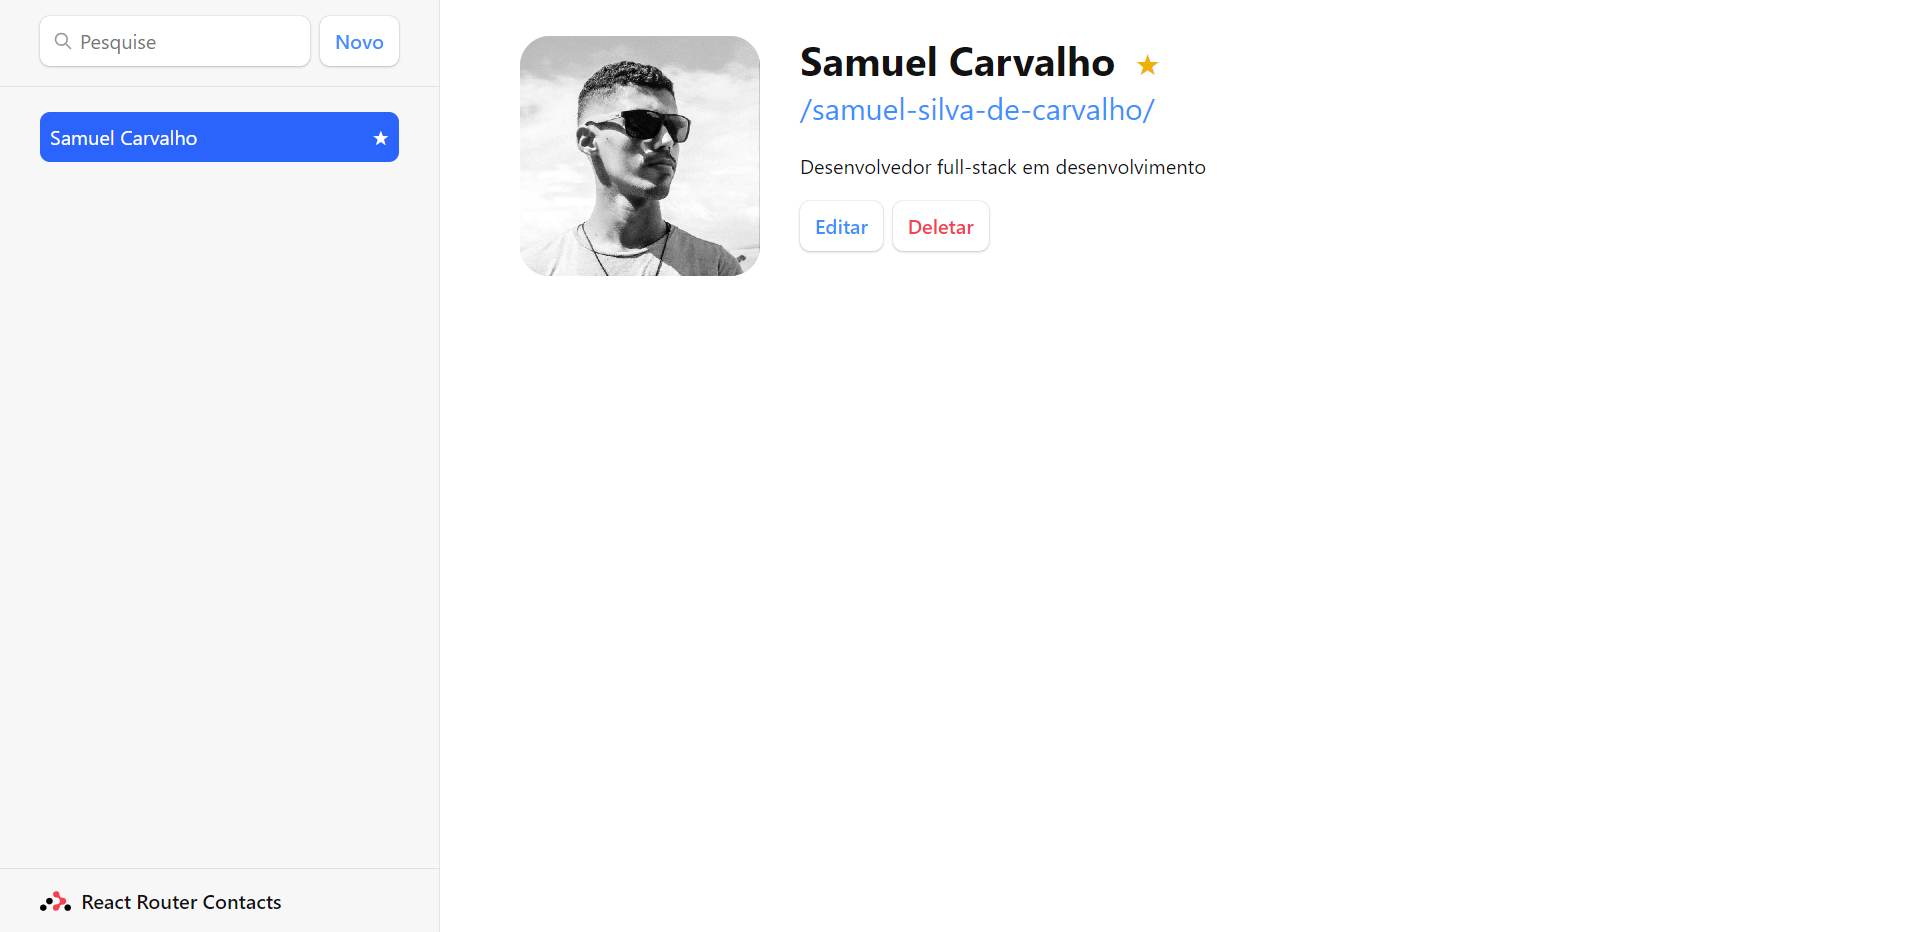 Pesquise
Novo
Samuel Carvalho ★
React Router Contacts
Samuel Carvalho ★
/samuel-silva-de-carvalho/
Desenvolvedor full-stack em desenvolvimento
Editar
Deletar